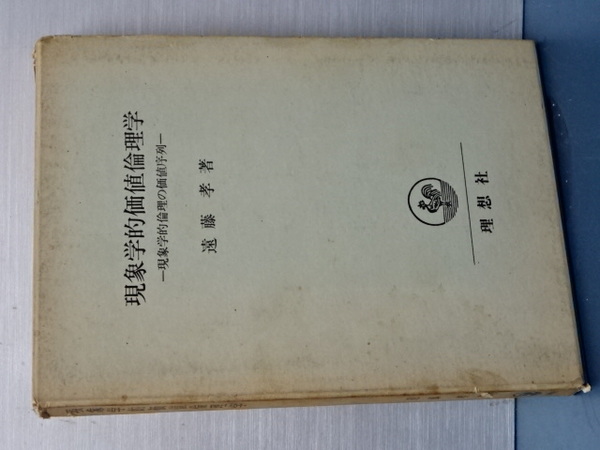 現象学的価値倫理学
―現象学的倫理の価値序列―
遠藤孝著
理想社